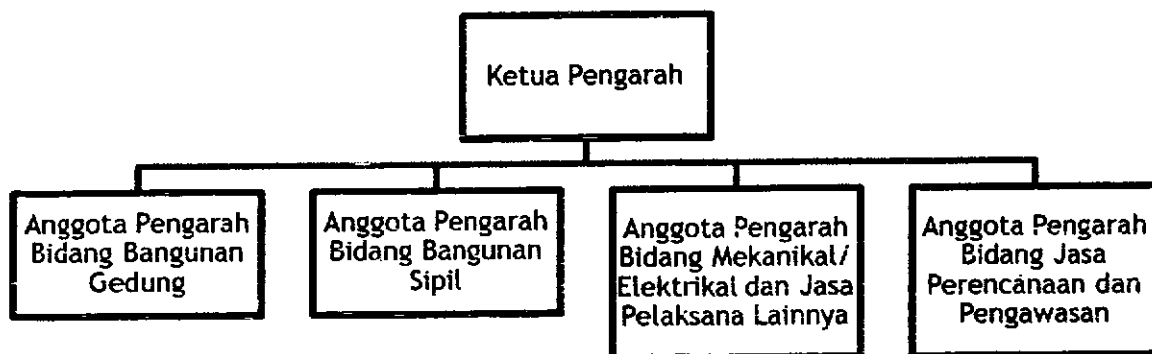 Ketua Pengarah
Anggota Pengarah
Bidang Bangunan
Gedung
Anggota Pengarah
Bidang Bangunan
Sipil
Anggota Pengarah
Bidang Mekanikal/
Elektrikal dan Jasa
Pelaksana Lainnya
Anggota Pengarah
Bidang Jasa
Perencanaan dan
Pengawasan